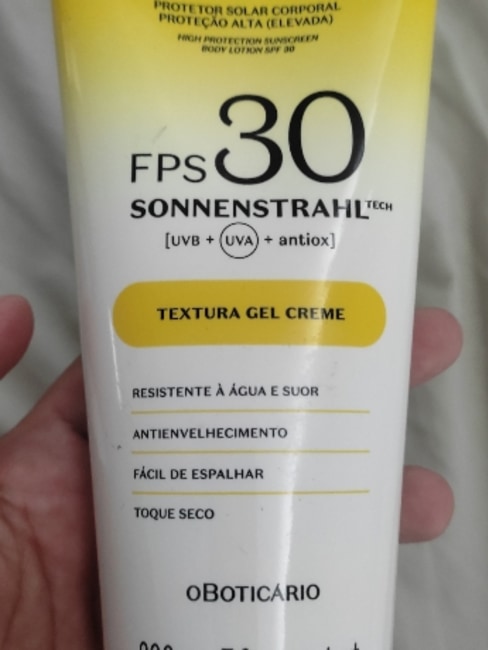 PROTETOR SOLAR CORPORAL
PROTEÇÃO ALTA (ELEVADA)
HIGH PROTECTION SUNSCREEN
BODY LOTION SPF 30
FPS 30
SONNENSTRAHL TECH
[UVB + UVA + antiox]
TEXTURA GEL CREME
RESISTENTE À ÁGUA E SUOR
ANTIENVELHECIMENTO
FÁCIL DE ESPALHAR
TOQUE SECO
oBOTICÁRIO